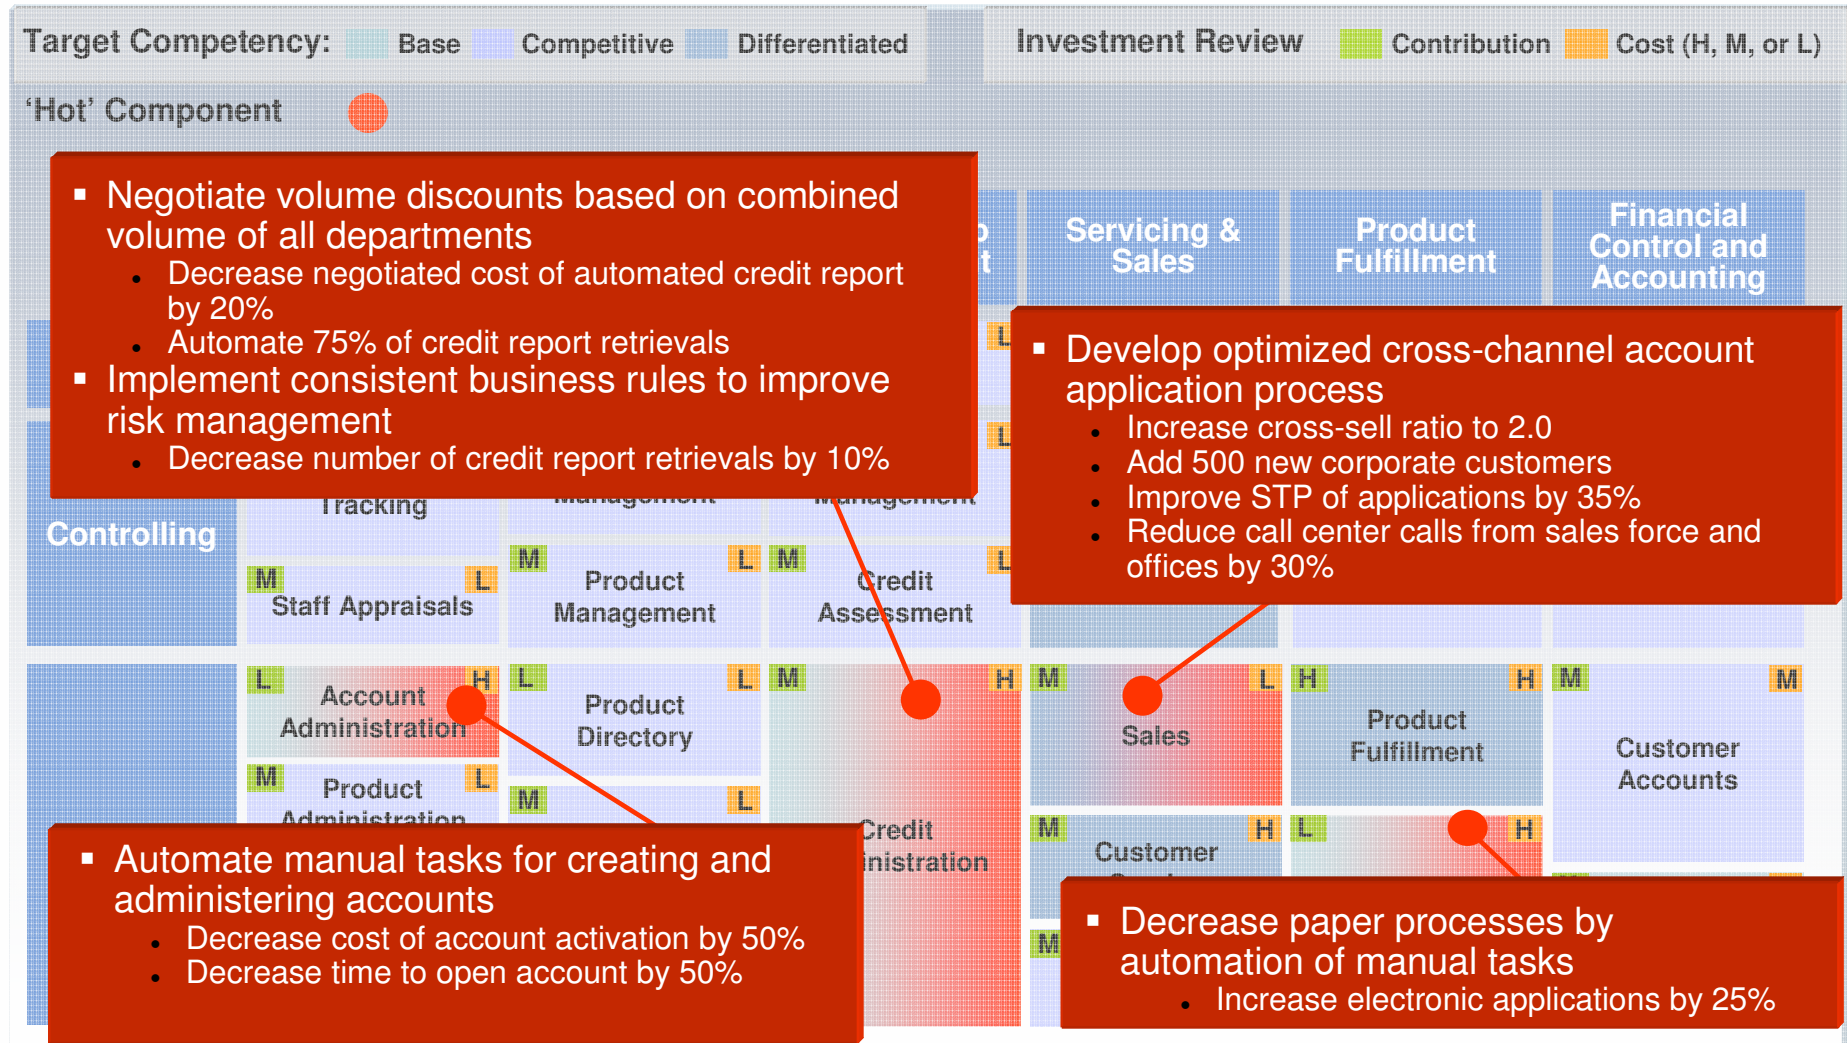 Target Competency: Base Competitive Differentiated
Investment Review Contribution Cost (H, M, or L)
‘Hot’ Component
▪ Negotiate volume discounts based on combined
volume of all departments
• Decrease negotiated cost of automated credit report
by 20%
• Automate 75% of credit report retrievals
▪ Implement consistent business rules to improve
risk management
• Decrease number of credit report retrievals by 10%
Servicing &
Sales
Product
Fulfillment
Financial
Control and
Accounting
L
L
▪ Develop optimized cross-channel account
application process
• Increase cross-sell ratio to 2.0
• Add 500 new corporate customers
• Improve STP of applications by 35%
• Reduce call center calls from sales force and
offices by 30%
Controlling
Tracking
Management
Management
M L
Staff Appraisals
M L
Product
Management
M L
Credit
Assessment
L H
Account
Administration
L L
Product
Directory
M H
Credit
M L
Sales
H H
Product
Fulfillment
M M
Customer
Accounts
M L
Product
Administration
M L
M H
Customer
L H
M
▪ Automate manual tasks for creating and
administering accounts
• Decrease cost of account activation by 50%
• Decrease time to open account by 50%
▪ Decrease paper processes by
automation of manual tasks
• Increase electronic applications by 25%